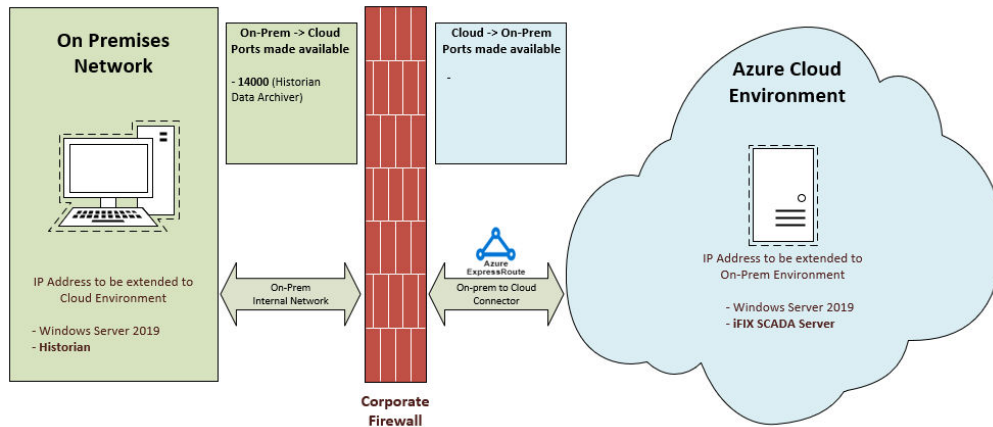 On Premises
Network
IP Address to be extended to
Cloud Environment
- Windows Server 2019
- Historian
On-Prem -> Cloud
Ports made available
- 14000 (Historian
Data Archiver)
On-Prem
Internal Network
Corporate
Firewall
Cloud -> On-Prem
Ports made available
-
Azure
ExpressRoute
On-prem to Cloud
Connector
Azure Cloud
Environment
IP Address to be extended to
On-Prem Environment
- Windows Server 2019
- iFIX SCADA Server